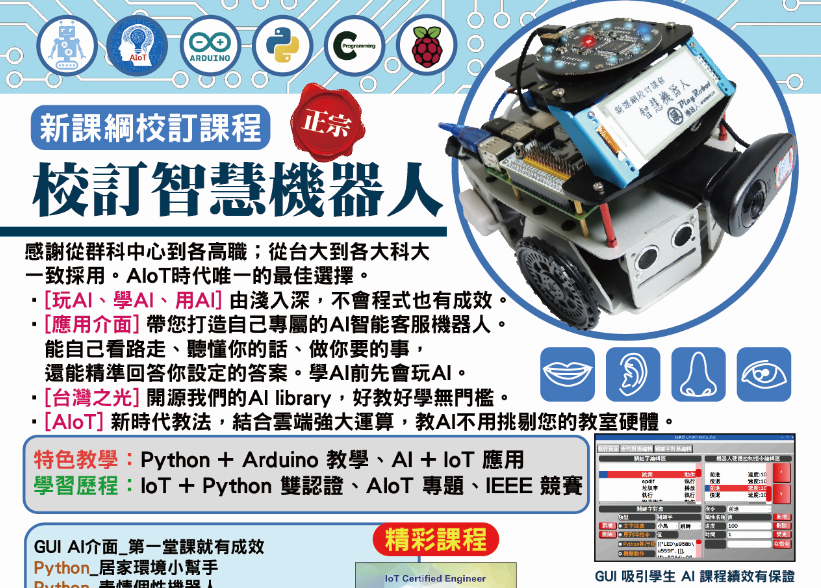 AIoT
ARDUINO
Programming
新課綱校訂課程
正宗
校訂智慧機器人
新課綱校訂課程
智慧機器人
PlayRobot
感謝從群科中心到各高職；從台大到各大科大
一致採用。AIoT時代唯一的最佳選擇。
・[玩AI、學AI、用AI] 由淺入深，不會程式也有成效。
・[應用介面] 帶您打造自己專屬的AI智能客服機器人。
能自己看路走、聽懂你的話、做你要的事，
還能精準回答你設定的答案。學AI前先會玩AI。
・[台灣之光] 開源我們的AI library，好教好學無門檻。
・[AIoT] 新時代教法，結合雲端強大運算，教AI不用挑剔您的教室硬體。
特色教學：Python + Arduino 教學、AI + IoT 應用
學習歷程：IoT + Python 雙認證、AIoT 專題、IEEE 競賽
GUI AI介面_第一堂課就有成效
Python_居家環境小幫手
Python_表情個性機器人
精彩課程
IoT Certified Engineer
GUI 吸引學生 AI 課程績效有保證